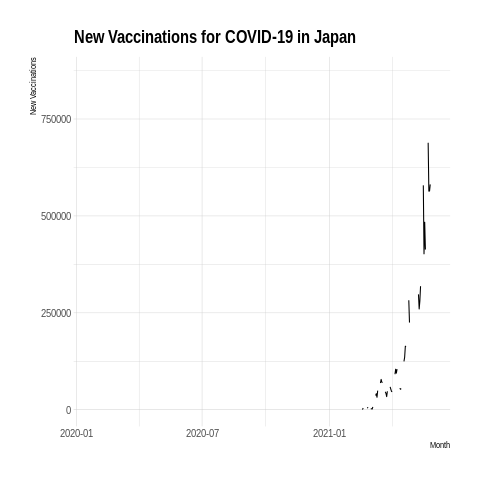 New Vaccinations for COVID-19 in Japan
New Vaccinations
750000
500000
250000
0
2020-01
2020-07
2021-01
Month